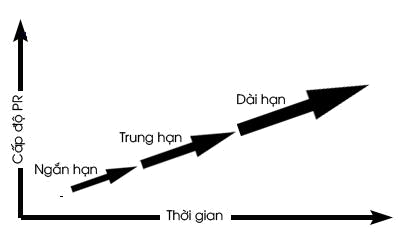 Dài hạn
Trung hạn
Ngắn hạn
Cấp độ PR
Thời gian